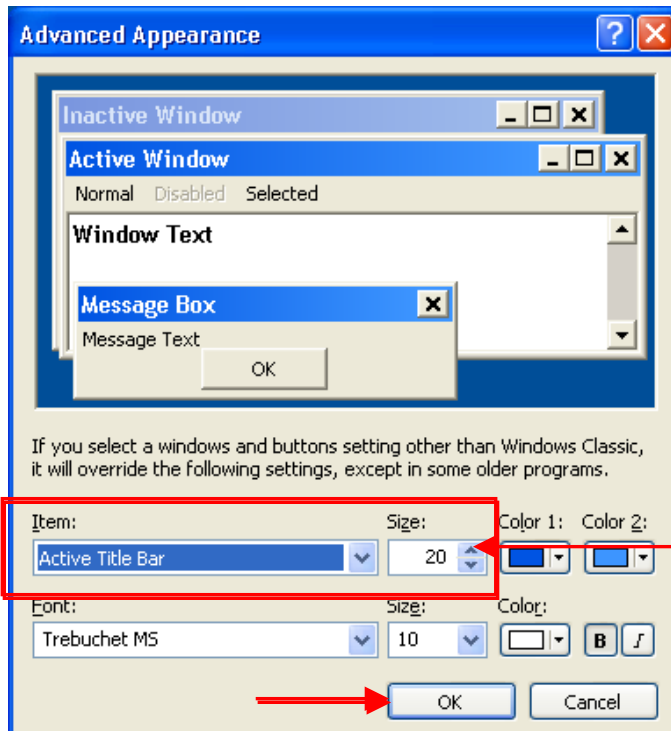 Advanced Appearance
Inactive Window
Active Window
Normal Disabled Selected
Window Text
Message Box
Message Text
OK
If you select a windows and buttons setting other than Windows Classic,
it will override the following settings, except in some older programs.
Item: Size: Color 1: Color 2:
Active Title Bar 20
Font: Size: Color:
Trebuchet MS 10 B I
OK Cancel